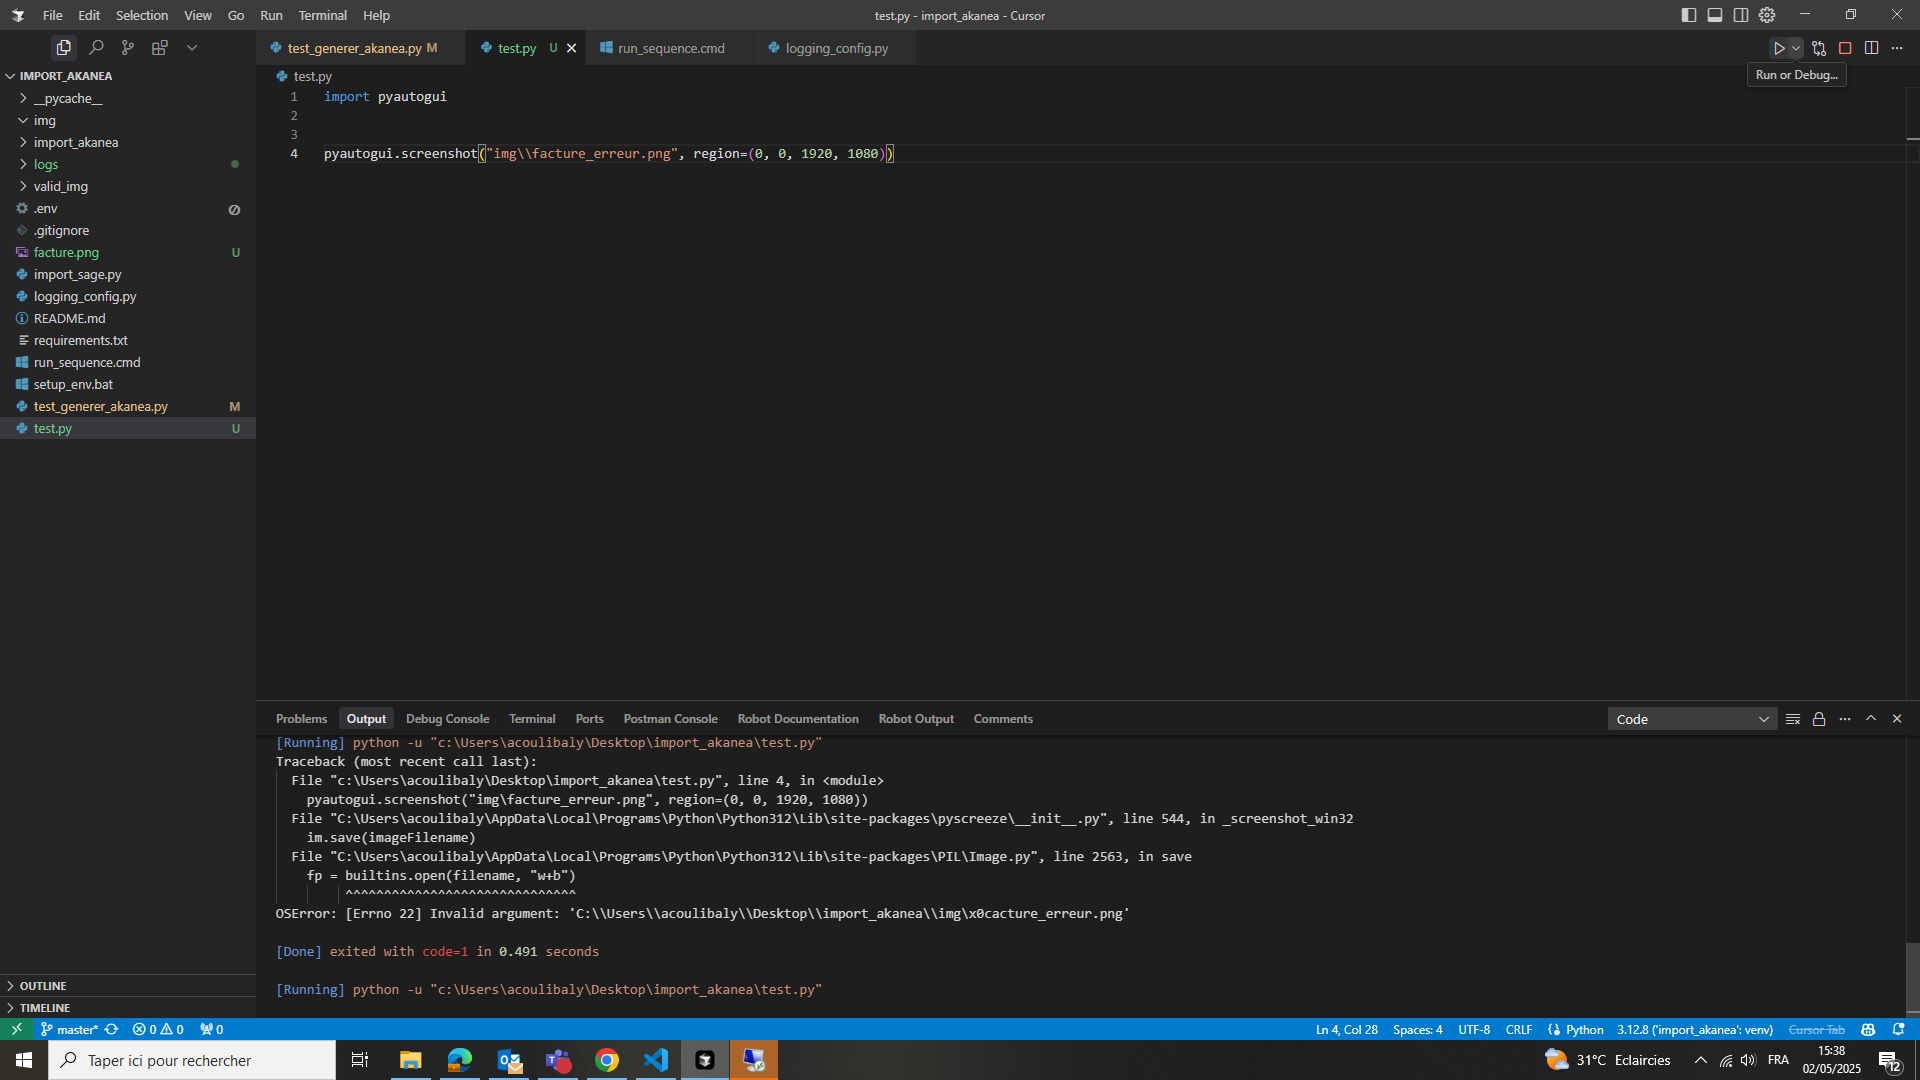 File Edit Selection View Go Run Terminal Help
test.py - import_akanea - Cursor
test_generer_akanea.py M
test.py U
run_sequence.cmd
logging_config.py
Run or Debug...
IMPORT_AKANEA
__pycache__
img
import_akanea
logs
valid_img
.env
.gitignore
facture.png U
import_sage.py
logging_config.py
README.md
requirements.txt
run_sequence.cmd
setup_env.bat
test_generer_akanea.py M
test.py U
OUTLINE
TIMELINE
test.py
1 import pyautogui
2
3
4 pyautogui.screenshot("img\\facture_erreur.png", region=(0, 0, 1920, 1080))
Problems Output Debug Console Terminal Ports Postman Console Robot Documentation Robot Output Comments
Code
[Running] python -u "c:\Users\acoulibaly\Desktop\import_akanea\test.py"
Traceback (most recent call last):
File "c:\Users\acoulibaly\Desktop\import_akanea\test.py", line 4, in <module>
pyautogui.screenshot("img\facture_erreur.png", region=(0, 0, 1920, 1080))
File "C:\Users\acoulibaly\AppData\Local\Programs\Python\Python312\Lib\site-packages\pyscreeze\__init__.py", line 544, in _screenshot_win32
im.save(imageFilename)
File "C:\Users\acoulibaly\AppData\Local\Programs\Python\Python312\Lib\site-packages\PIL\Image.py", line 2563, in save
fp = builtins.open(filename, "w+b")
^^^^^^^^^^^^^^^^^^^^^^^^^^^^^^
OSError: [Errno 22] Invalid argument: 'C:\\Users\\acoulibaly\\Desktop\\import_akanea\\img\x0cacture_erreur.png'
[Done] exited with code=1 in 0.491 seconds
[Running] python -u "c:\Users\acoulibaly\Desktop\import_akanea\test.py"
master* 0 0 0
Ln 4, Col 28 Spaces: 4 UTF-8 CRLF Python 3.12.8 ('import_akanea': venv) Cursor Tab
Taper ici pour rechercher
31°C Eclaircies
FRA
15:38
02/05/2025
12